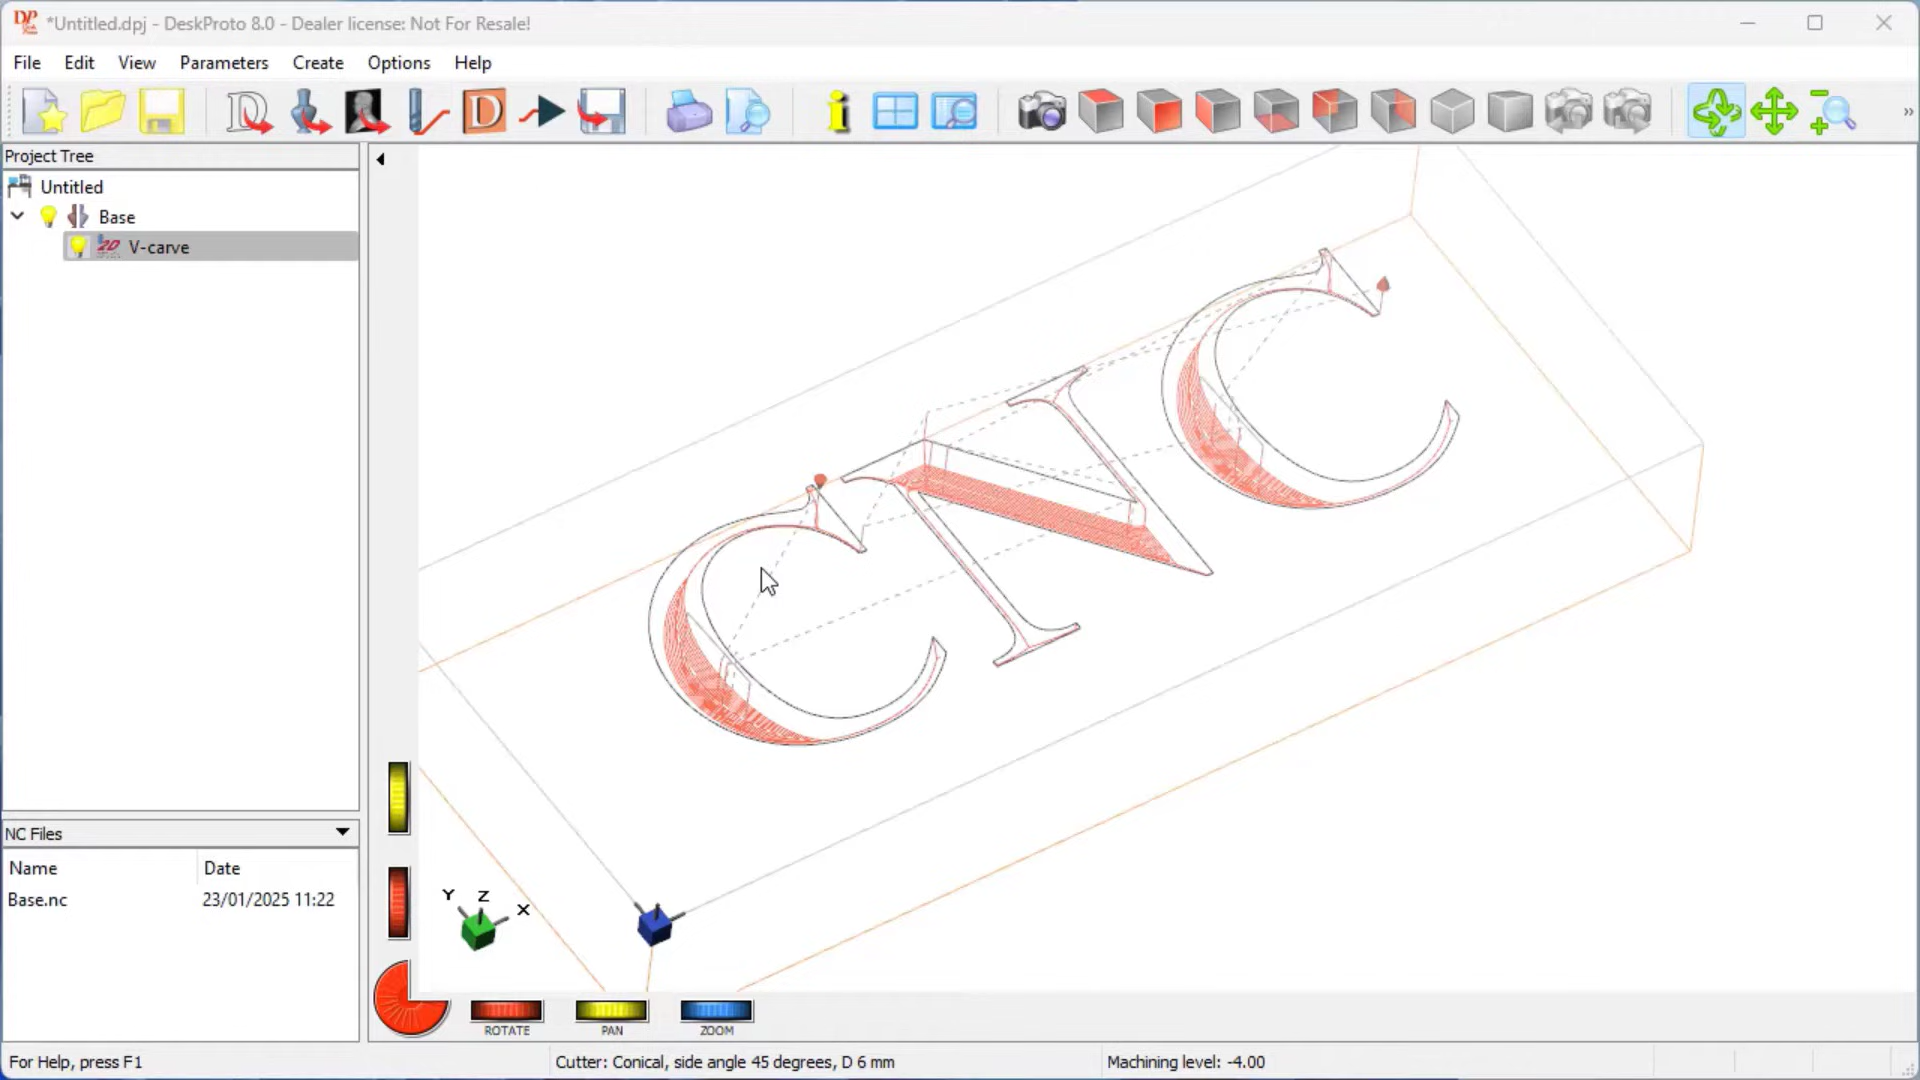 *Untitled.dpj - DeskProto 8.0 - Dealer license: Not For Resale!
File Edit View Parameters Create Options Help
Project Tree
Untitled
Base
V-carve
NC Files
Name Date
Base.nc 23/01/2025 11:22
CNC
Y Z X
ROTATE PAN ZOOM
For Help, press F1
Cutter: Conical, side angle 45 degrees, D 6 mm
Machining level: -4.00